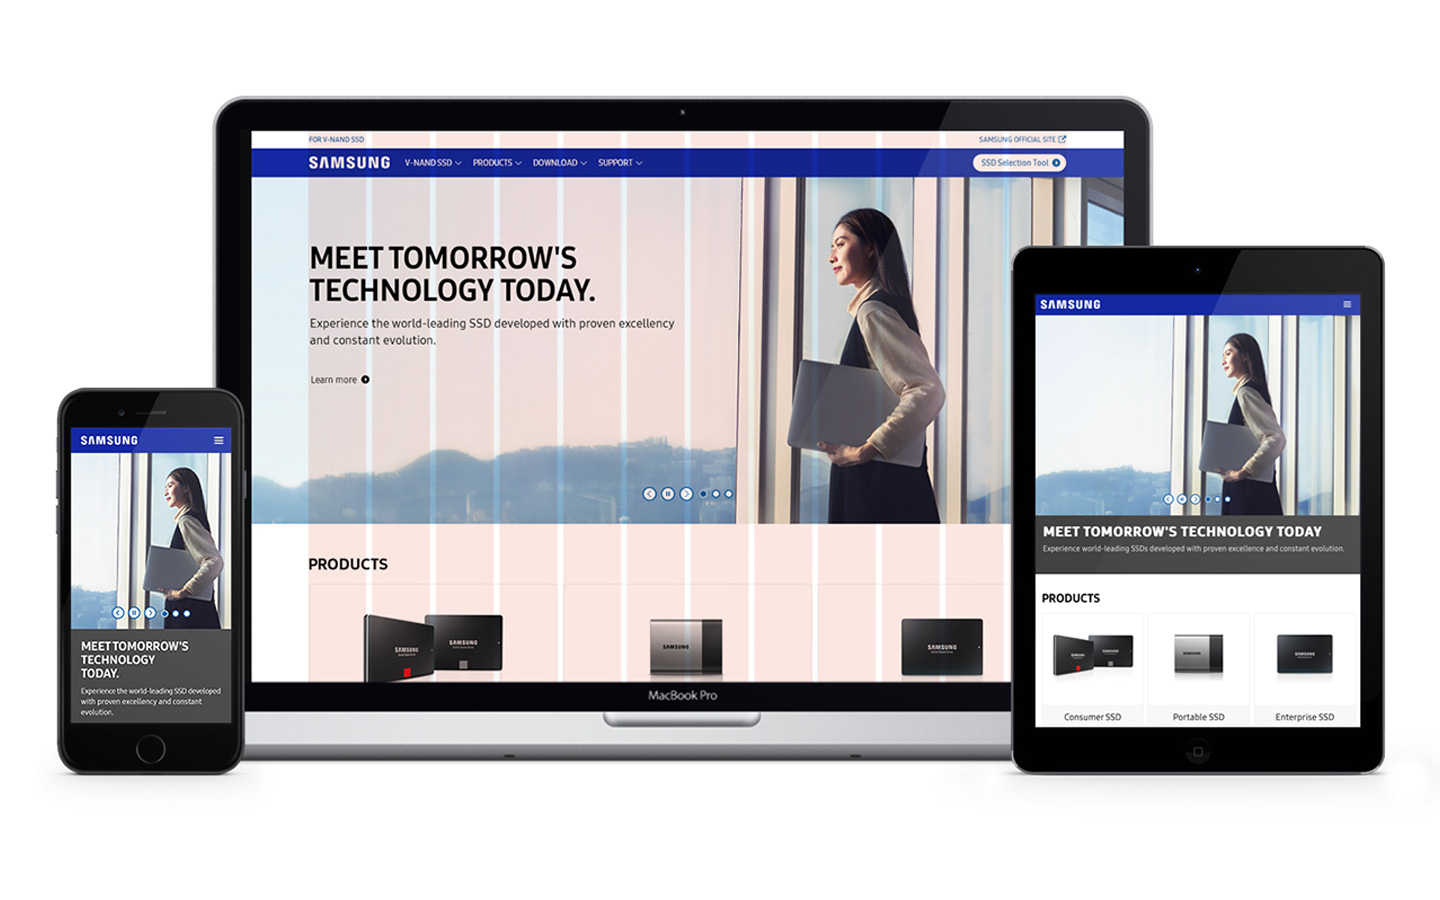 FOR V-NAND SSD
SAMSUNG OFFICIAL SITE
SAMSUNG
V-NAND SSD
PRODUCTS
DOWNLOAD
SUPPORT
SSD Selection Tool
MEET TOMORROW'S
TECHNOLOGY TODAY.
Experience the world-leading SSD developed with proven excellency
and constant evolution.
Learn more
PRODUCTS
SAMSUNG
SAMSUNG
SAMSUNG
SAMSUNG
MacBook Pro
SAMSUNG
MEET TOMORROW'S
TECHNOLOGY
TODAY.
Experience the world-leading SSD developed
with proven excellency and constant
evolution.
SAMSUNG
MEET TOMORROW'S TECHNOLOGY TODAY
Experience world-leading SSDs developed with proven excellence and constant evolution.
PRODUCTS
SAMSUNG
SAMSUNG
SAMSUNG
SAMSUNG
Consumer SSD
Portable SSD
Enterprise SSD